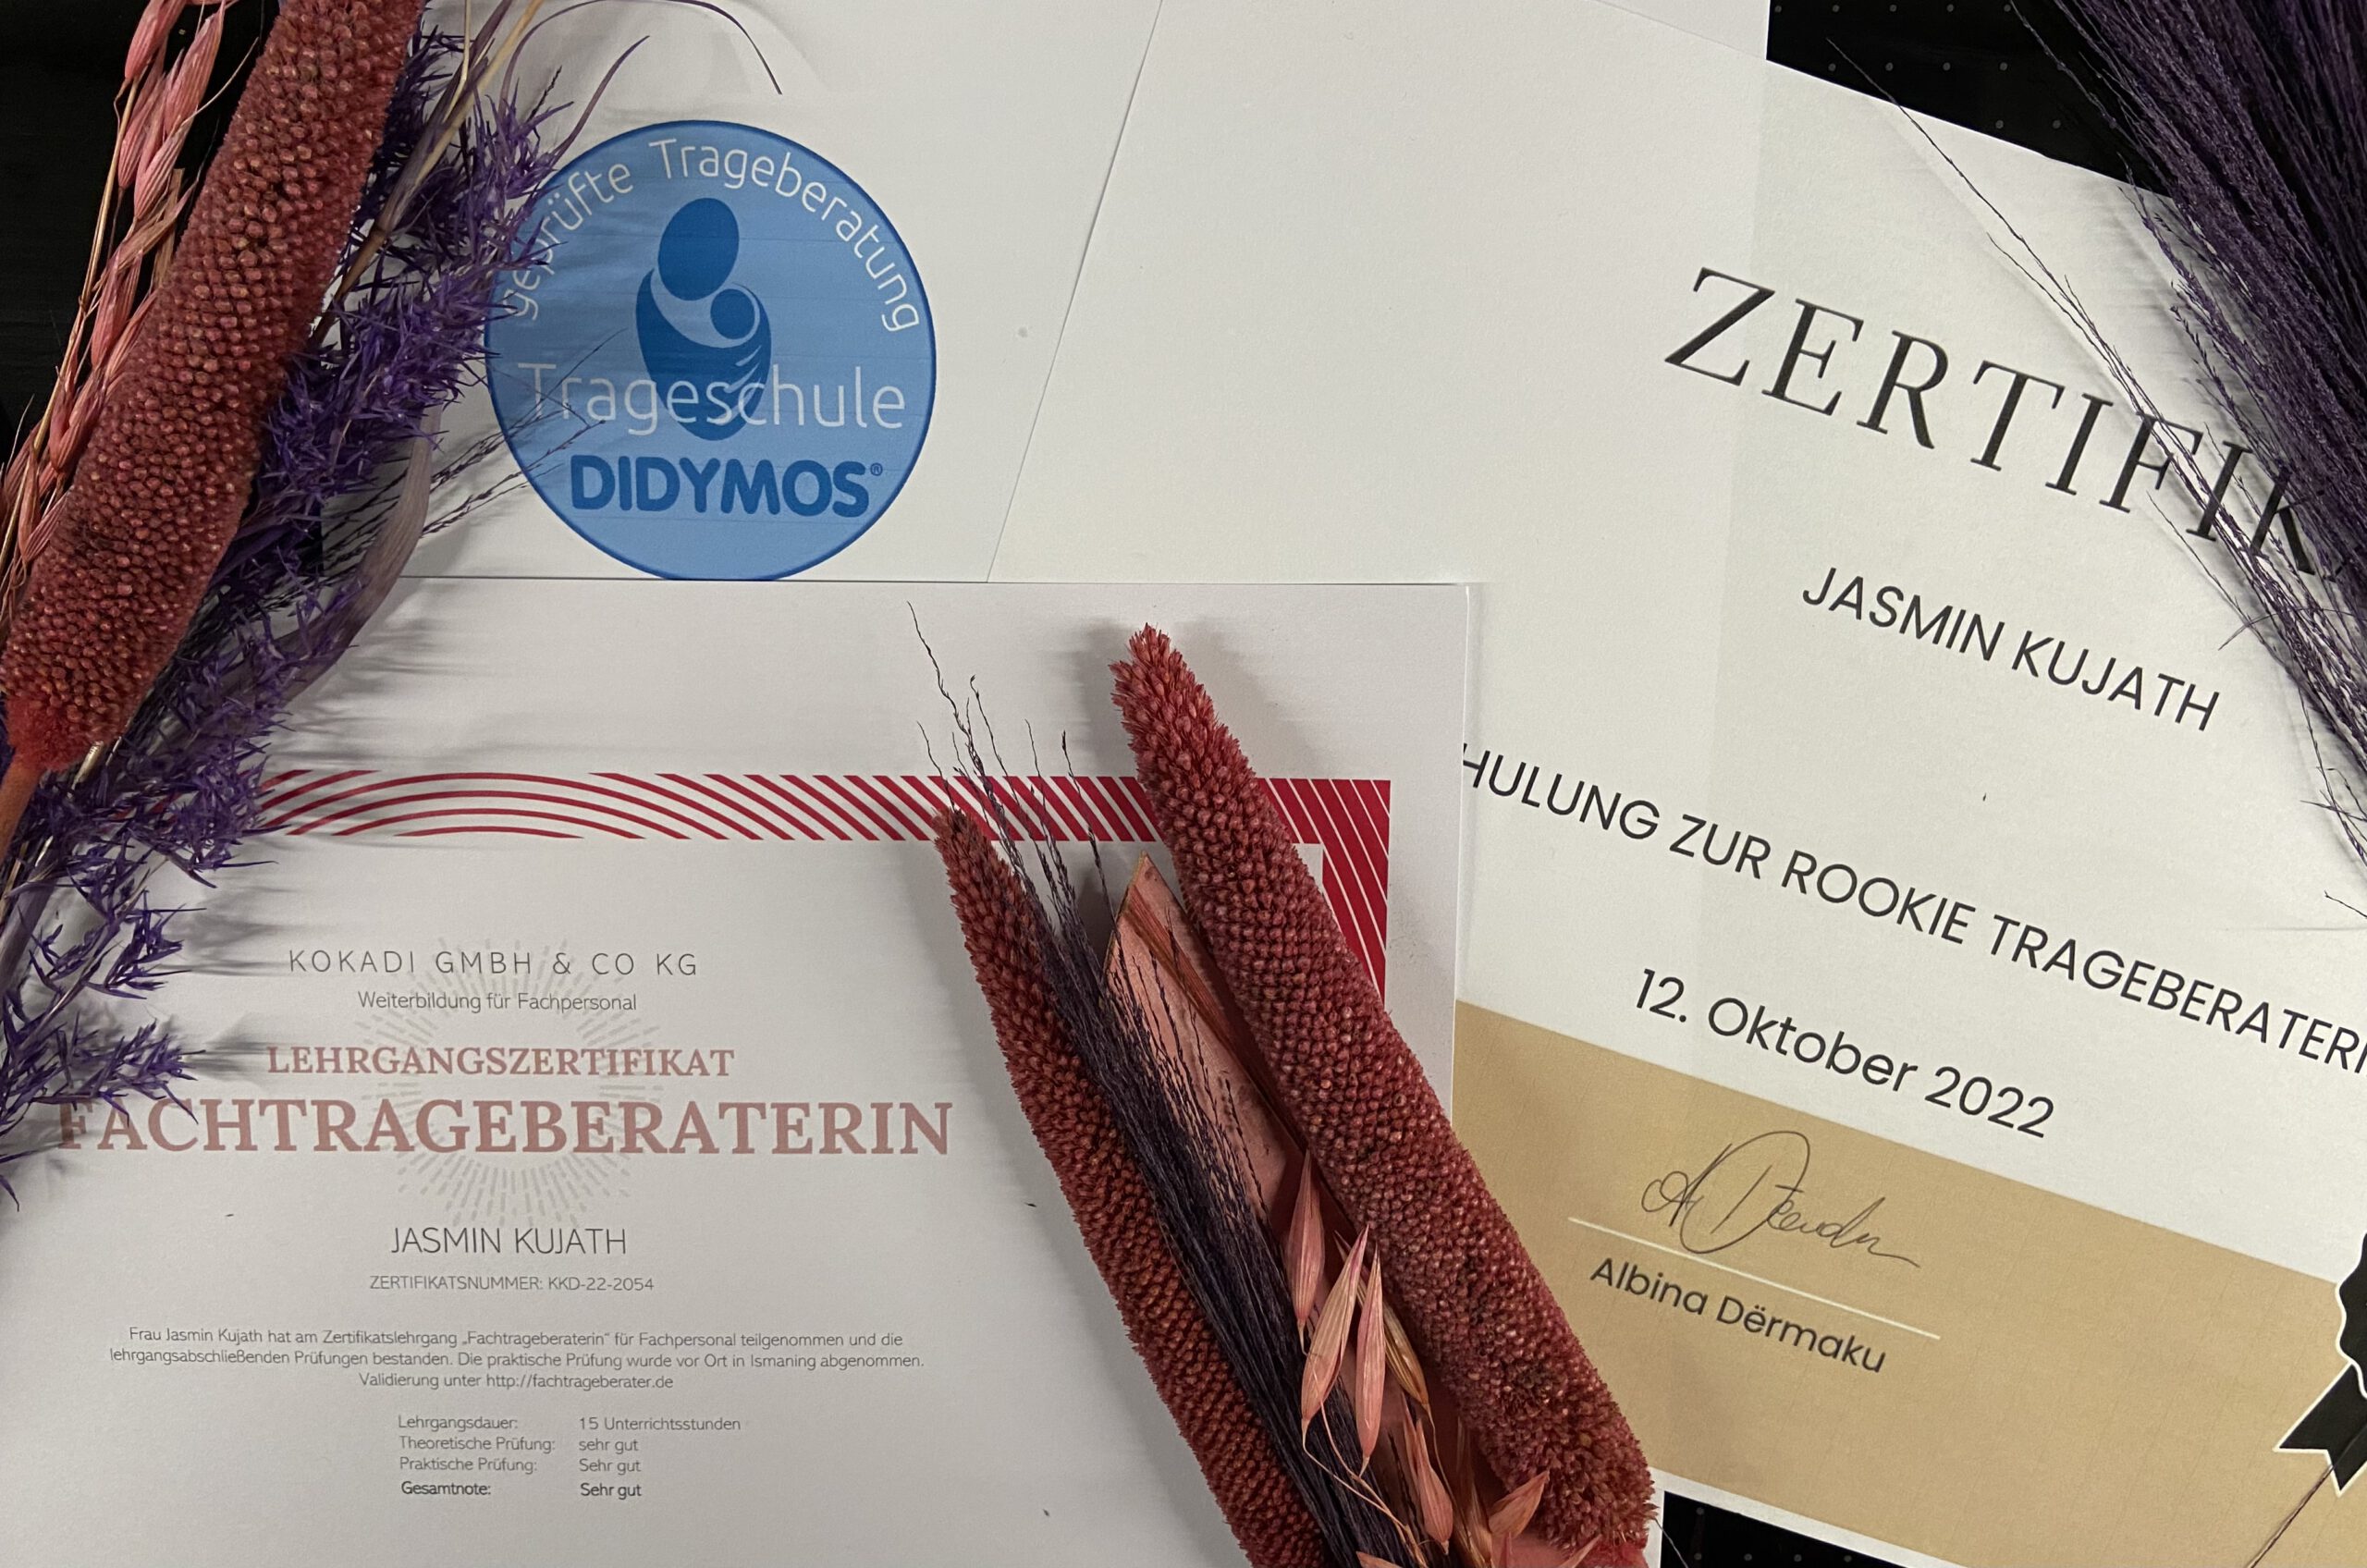 geprüfte Trageberatung
Trageschule
DIDYMOS®
ZERTIFIK
JASMIN KUJATH
HULUNG ZUR ROOKIE TRAGEBERATERI
12. Oktober 2022
Albina Dërmaku
KOKADI GMBH & CO KG
Weiterbildung für Fachpersonal
LEHRGANGSZERTIFIKAT
FACHTRAGEBERATERIN
JASMIN KUJATH
ZERTIFIKATSNUMMER: KKD-22-2054
Frau Jasmin Kujath hat am Zertifikatslehrgang „Fachtrageberaterin“ für Fachpersonal teilgenommen und die
lehrgangsabschließenden Prüfungen bestanden. Die praktische Prüfung wurde vor Ort in Ismaning abgenommen.
Validierung unter http://fachtrageberater.de
Lehrgangsdauer: 15 Unterrichtsstunden
Theoretische Prüfung: sehr gut
Praktische Prüfung: Sehr gut
Gesamtnote: Sehr gut